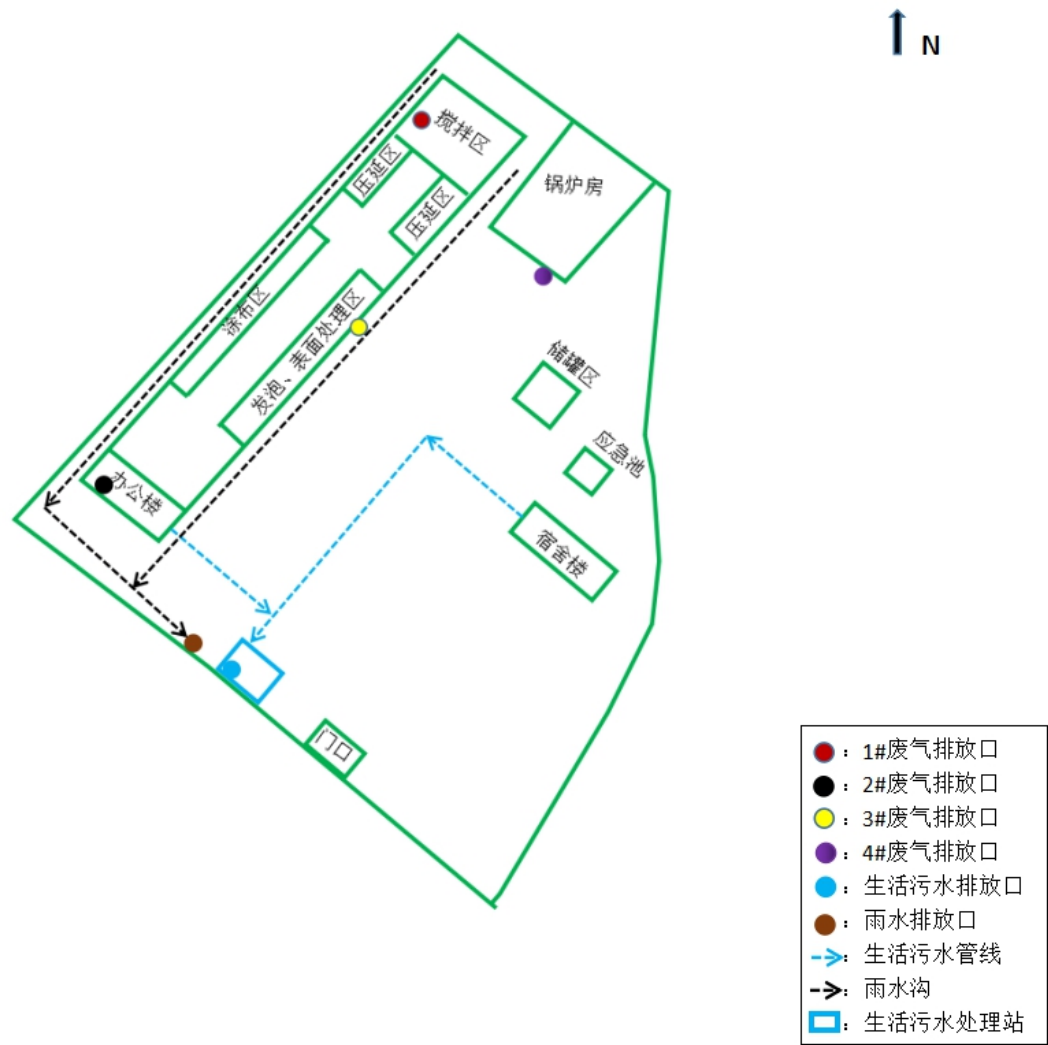 N
搅拌区
压延区
锅炉房
压延区
涂布区
发泡、表面处理区
储罐区
应急池
办公楼
宿舍楼
门口
：1#废气排放口
：2#废气排放口
：3#废气排放口
：4#废气排放口
：生活污水排放口
：雨水排放口
：生活污水管线
：雨水沟
：生活污水处理站